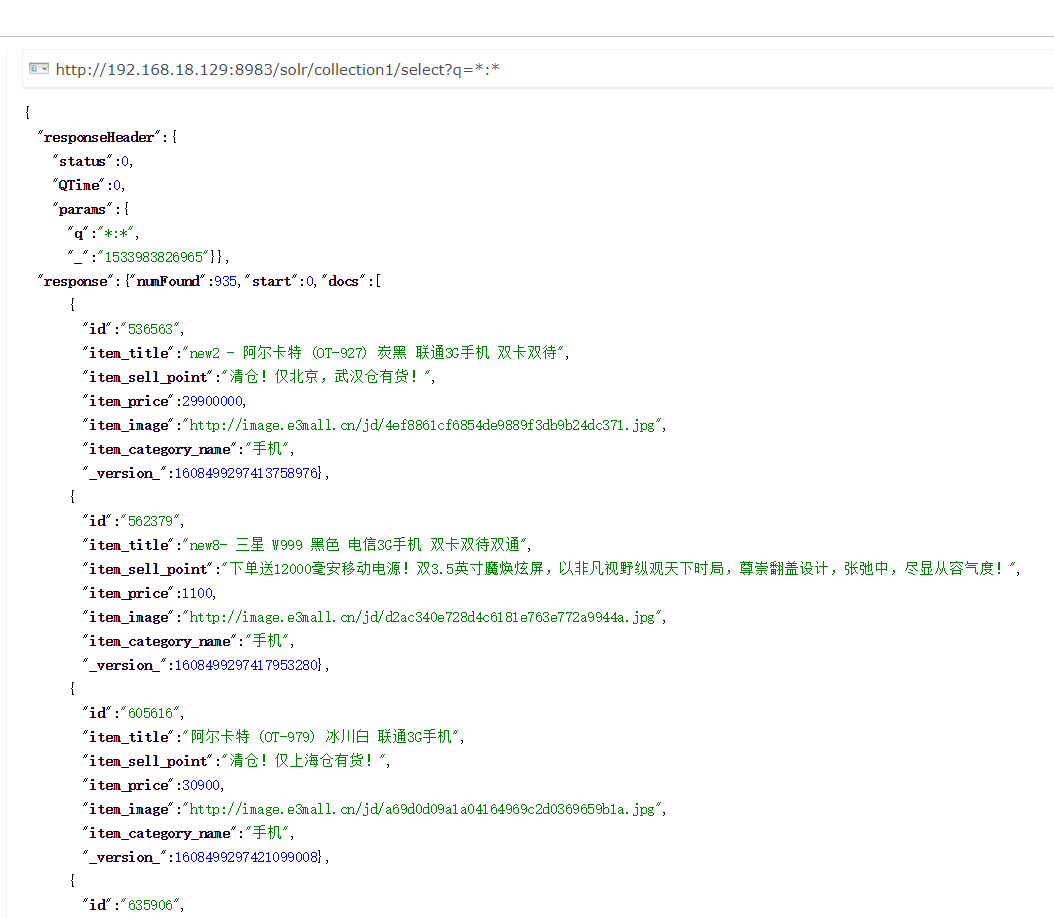 http://192.168.18.129:8983/solr/collection1/select?q=*:*
{
"responseHeader":{
"status":0,
"QTime":0,
"params":{
"q":"*:*",
"_":"1533983826965"}},
"response":{"numFound":935,"start":0,"docs":[
{
"id":"536563",
"item_title":"new2 - 阿尔卡特 (OT-927) 炭黑 联通3G手机 双卡双待",
"item_sell_point":"清仓！仅北京，武汉仓有货！",
"item_price":29900000,
"item_image":"http://image.e3mall.cn/jd/4ef8861cf6854de9889f3db9b24dc371.jpg",
"item_category_name":"手机",
"_version_":1608499297413758976},
{
"id":"562379",
"item_title":"new8- 三星 W999 黑色 电信3G手机 双卡双待双通",
"item_sell_point":"下单送12000毫安移动电源！双3.5英寸魔焕炫屏，以非凡视野纵观天下时局，尊崇翻盖设计，张弛中，尽显从容气度！",
"item_price":1100,
"item_image":"http://image.e3mall.cn/jd/d2ac340e728d4c6181e763e772a9944a.jpg",
"item_category_name":"手机",
"_version_":1608499297417953280},
{
"id":"605616",
"item_title":"阿尔卡特 (OT-979) 冰川白 联通3G手机",
"item_sell_point":"清仓！仅上海仓有货！",
"item_price":30900,
"item_image":"http://image.e3mall.cn/jd/a69d0d09a1a04164969c2d0369659b1a.jpg",
"item_category_name":"手机",
"_version_":1608499297421099008},
{
"id":"635906",